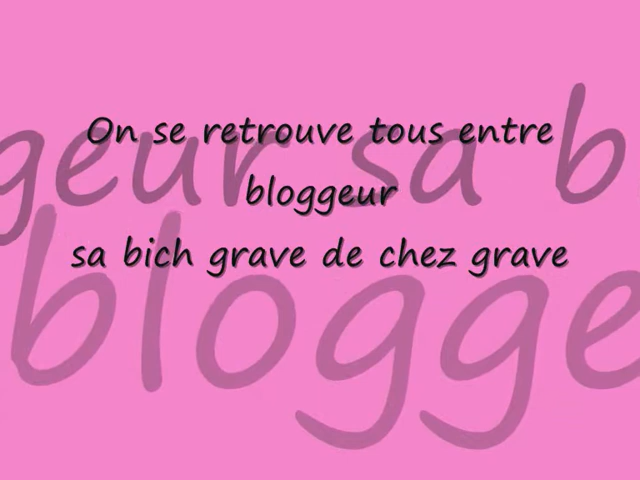 On se retrouve tous entre
bloggeur
sa bich grave de chez grave
geur sa b
blogge